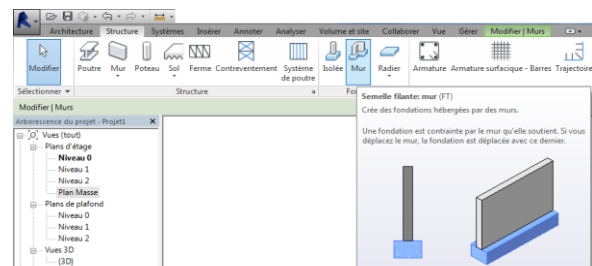 Architecture Structure Systèmes Insérer Annoter Analyser Volume et site Collaborer Vue Gérer Modifier | Murs
Modifier Poutre Mur Poteau Sol Ferme Contreventement Système de poutre Isolée Mur Radier Armature Armature surfacique - Barres Trajectoire
Sélectionner Structure Fo
Modifier | Murs
Arborescence du projet - Projet1
Vues (tout)
Plans d'étage
Niveau 0
Niveau 1
Niveau 2
Plan Masse
Plans de plafond
Niveau 0
Niveau 1
Niveau 2
Vues 3D
{3D}
Semelle filante: mur (FT)
Crée des fondations hébergées par des murs.
Une fondation est contrainte par le mur qu'elle soutient. Si vous
déplacez le mur, la fondation est déplacée avec ce dernier.